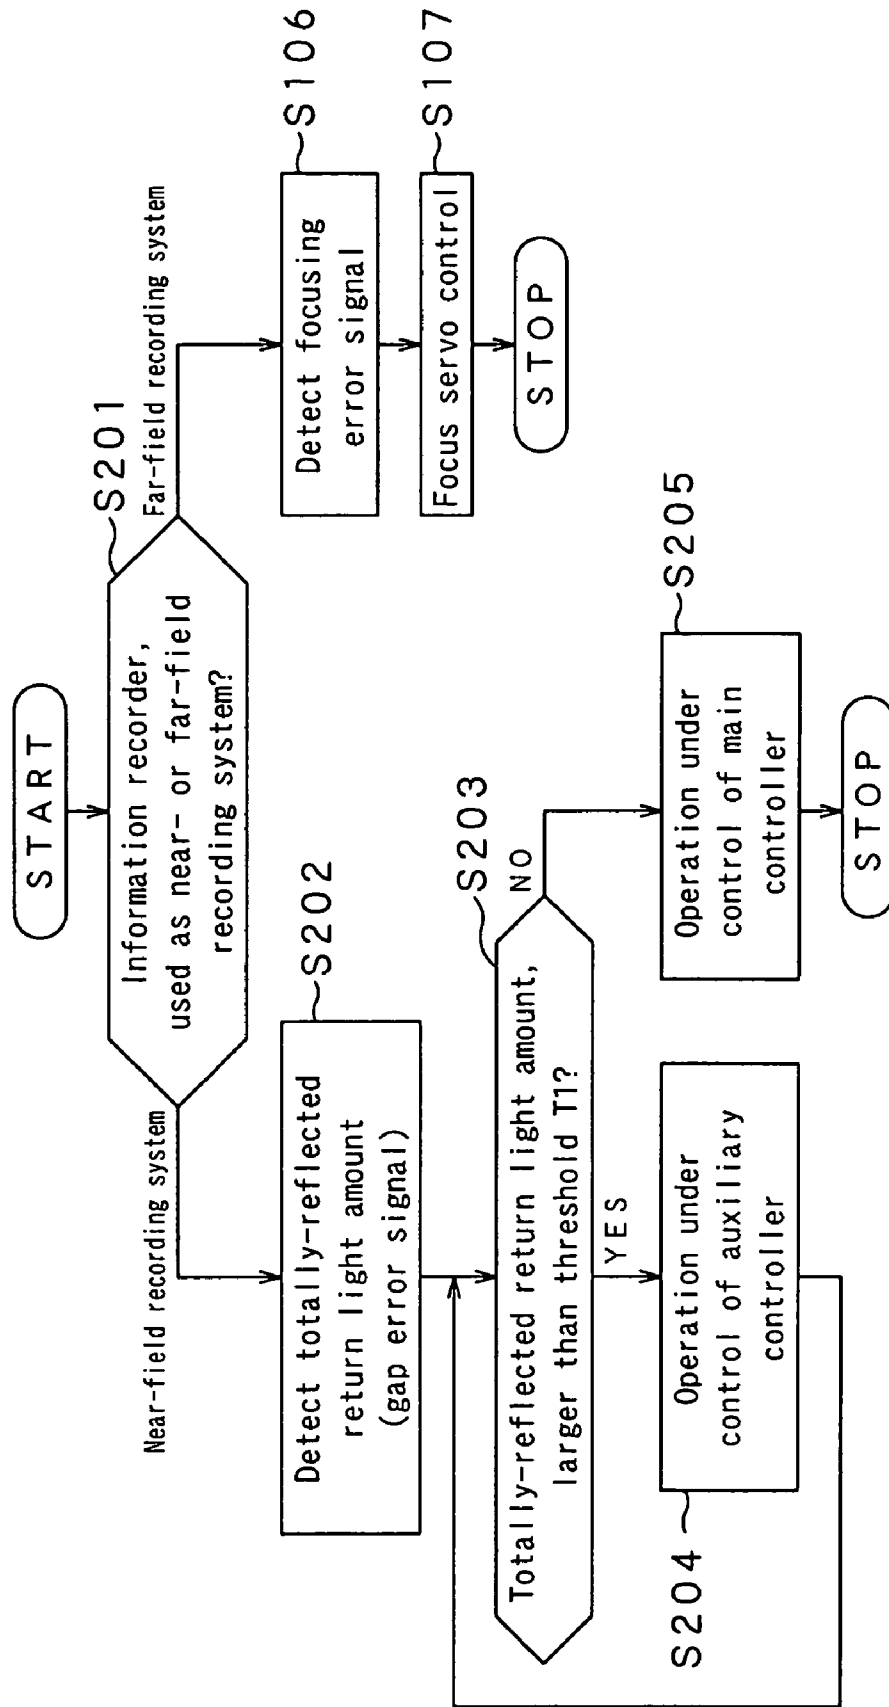 START
S201
Information recorder,
used as near- or far-field
recording system?
Near-field recording system
Far-field recording system
S202
Detect totally-reflected
return light amount
(gap error signal)
S106
Detect focusing
error signal
S107
Focus servo control
STOP
S203
Totally-reflected return light amount,
larger than threshold T1?
YES
NO
S204
Operation under
control of auxiliary
controller
S205
Operation under
control of main
controller
STOP